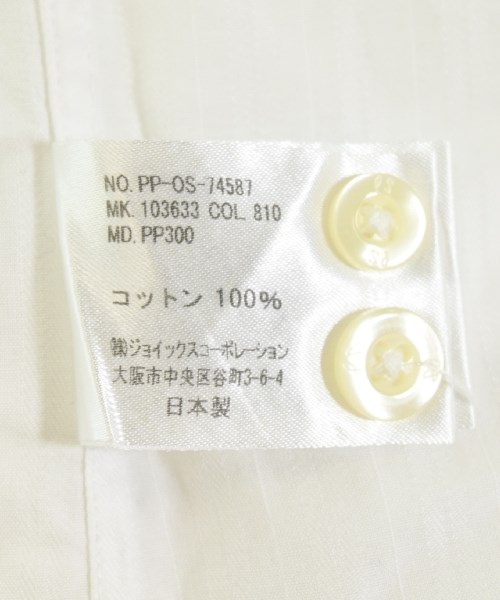 NO. PP-OS-74587
MK. 103633 COL. 810
MD. PP300
コットン 100%
㈱ジョイックスコーポレーション
大阪市中央区谷町3-6-4
日本製